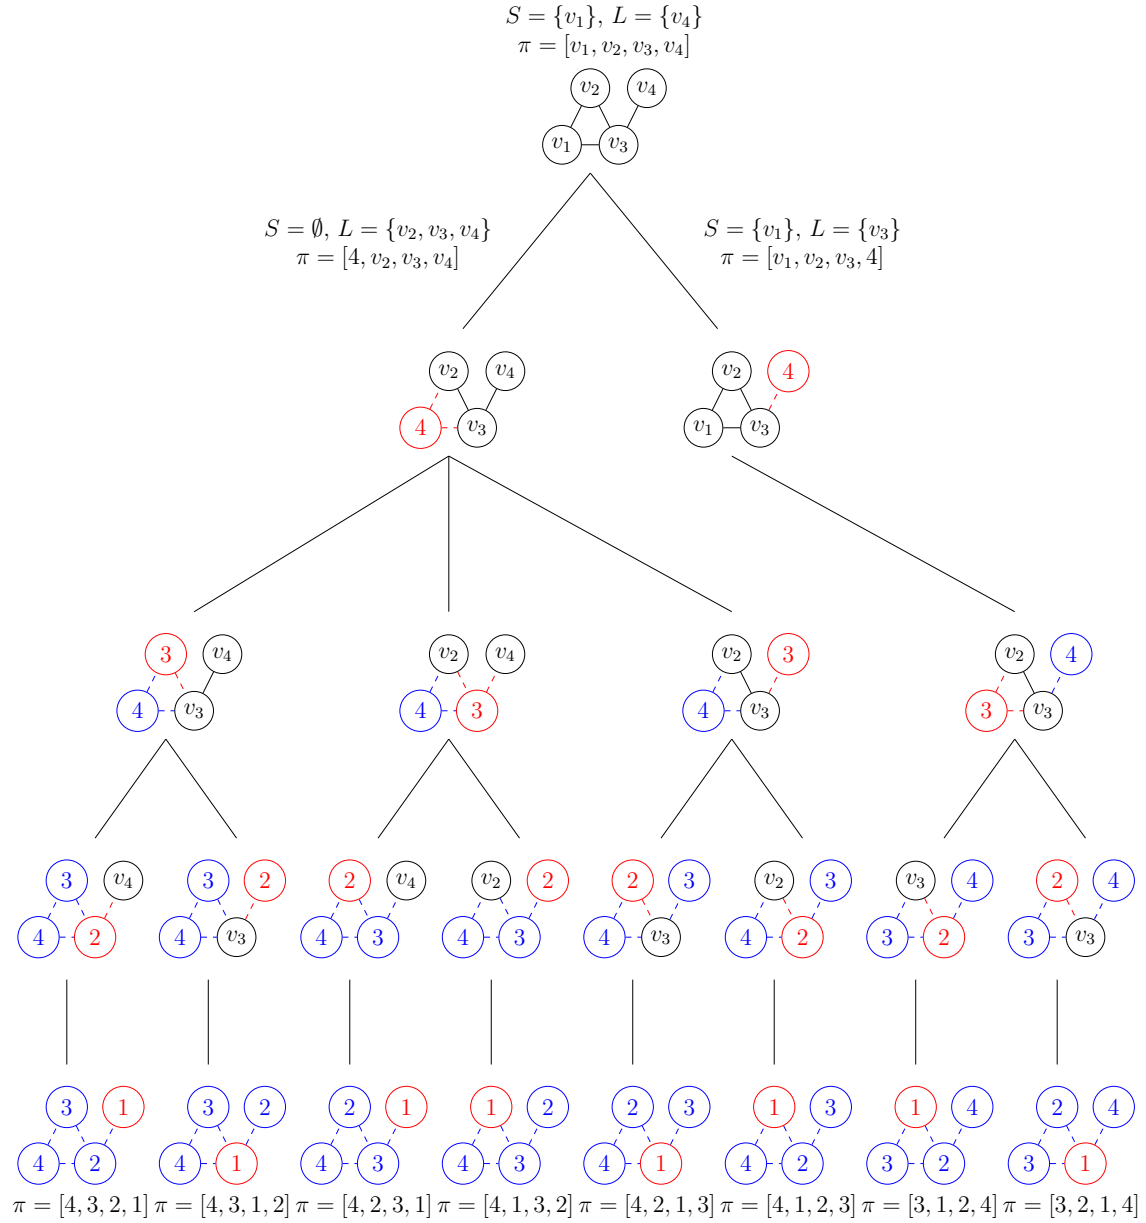 S = {v₁}, L = {v₄}
π = [v₁, v₂, v₃, v₄]
v₂ v₄
v₁ v₃
S = ∅, L = {v₂, v₃, v₄}
π = [4, v₂, v₃, v₄]
S = {v₁}, L = {v₃}
π = [v₁, v₂, v₃, 4]
v₂ v₄ v₂ 4
4 v₃ v₁ v₃
3 v₄ v₂ v₄ v₂ 3 v₂ 4
4 v₃ 4 3 4 v₃ 3 v₃
3 v₄ 3 2 2 v₄ v₂ 2 2 3 v₂ 3 v₃ 4 2 4
4 2 4 v₃ 4 3 4 3 4 v₃ 4 2 3 2 3 v₃
3 1 3 2 2 1 1 2 2 3 1 3 1 4 2 4
4 2 4 1 4 3 4 3 4 1 4 2 3 2 3 1
π = [4, 3, 2, 1] π = [4, 3, 1, 2] π = [4, 2, 3, 1] π = [4, 1, 3, 2] π = [4, 2, 1, 3] π = [4, 1, 2, 3] π = [3, 1, 2, 4] π = [3, 2, 1, 4]